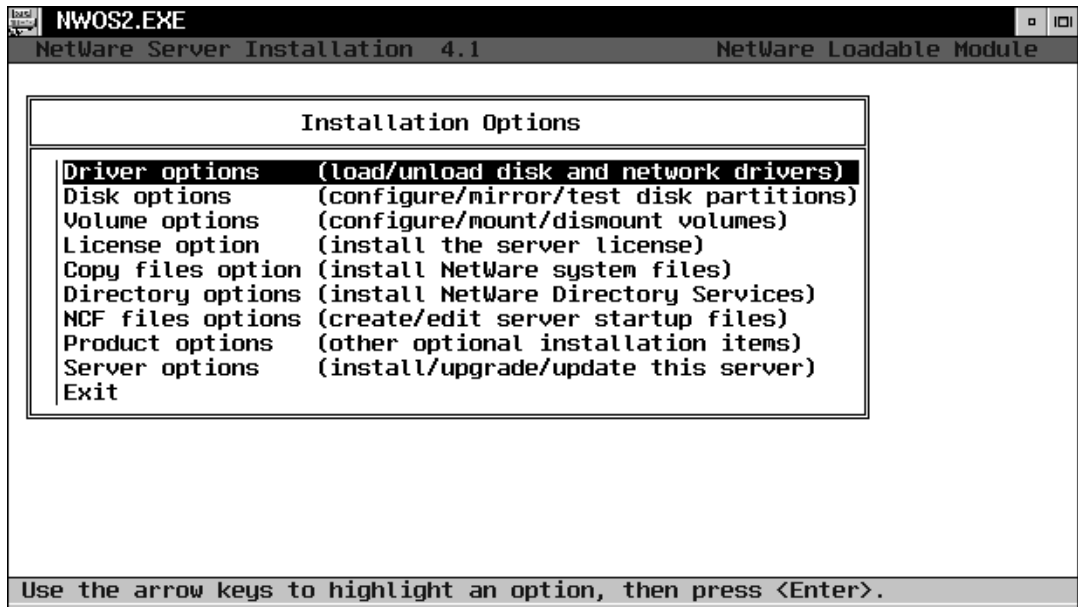 NWOS2.EXE
NetWare Server Installation 4.1 NetWare Loadable Module
Installation Options
Driver options (load/unload disk and network drivers)
Disk options (configure/mirror/test disk partitions)
Volume options (configure/mount/dismount volumes)
License option (install the server license)
Copy files option (install NetWare system files)
Directory options (install NetWare Directory Services)
NCF files options (create/edit server startup files)
Product options (other optional installation items)
Server options (install/upgrade/update this server)
Exit
Use the arrow keys to highlight an option, then press <Enter>.